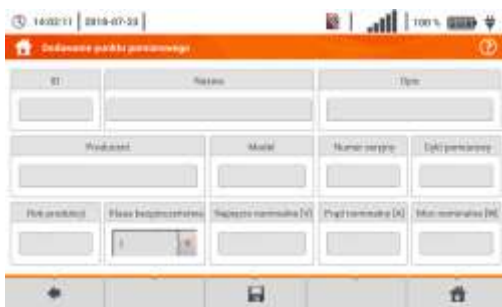 14:02:11 | 2018-07-23 | 100 %
Dodawanie punktu pomiarowego
ID Nazwa Opis
Producent Model Numer seryjny Cykl pomiarowy
Rok produkcji Klasa bezpieczeństwa Napięcie nominalne [V] Prąd nominalny [A] Moc nominalna [W]
I